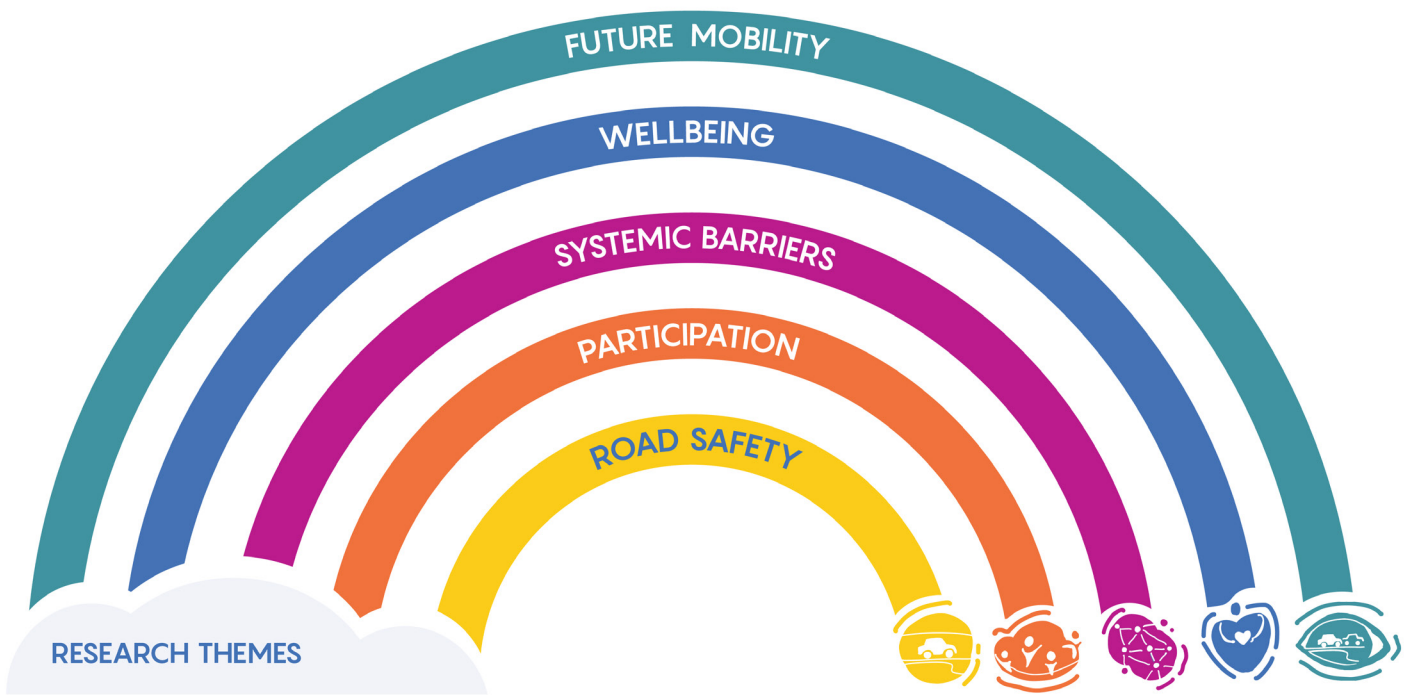 FUTURE MOBILITY
WELLBEING
SYSTEMIC BARRIERS
PARTICIPATION
ROAD SAFETY
RESEARCH THEMES